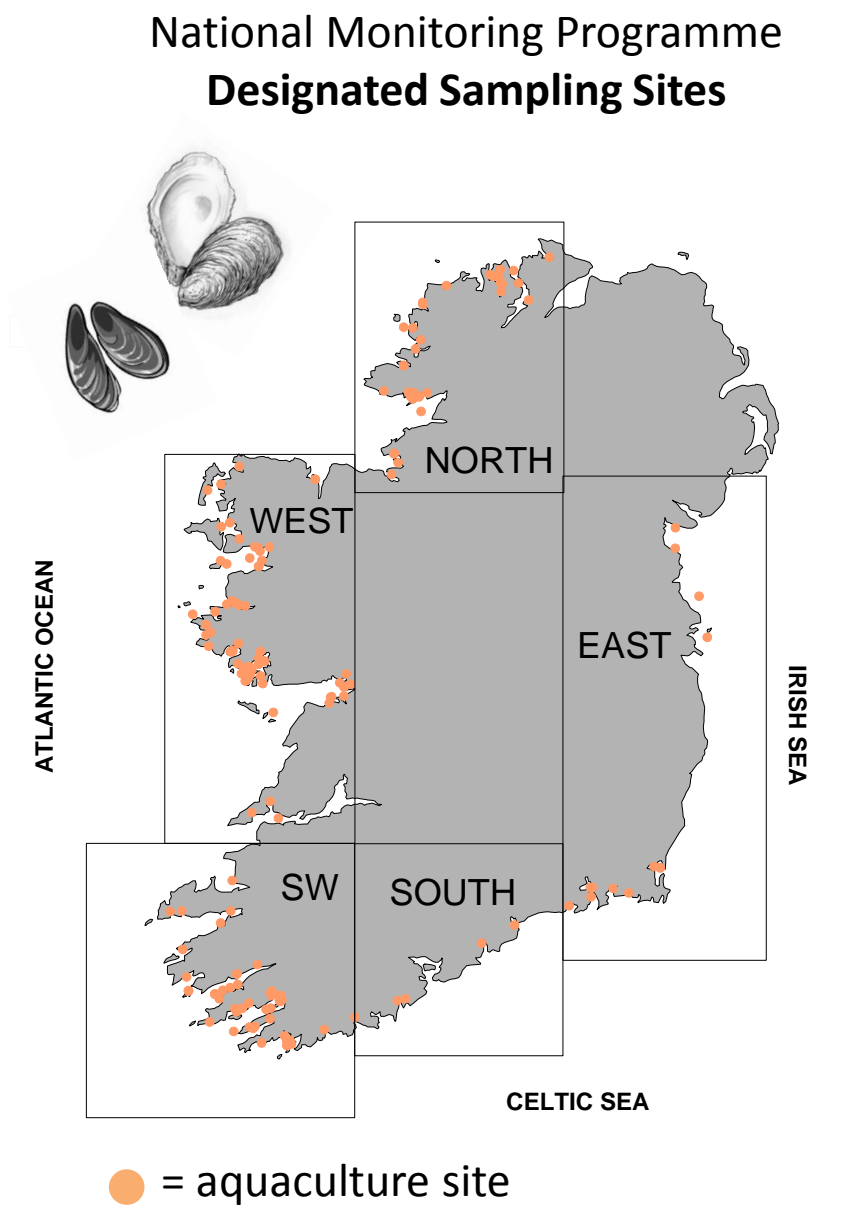 National Monitoring Programme
Designated Sampling Sites
NORTH
WEST
EAST
ATLANTIC OCEAN
IRISH SEA
SW
SOUTH
CELTIC SEA
= aquaculture site